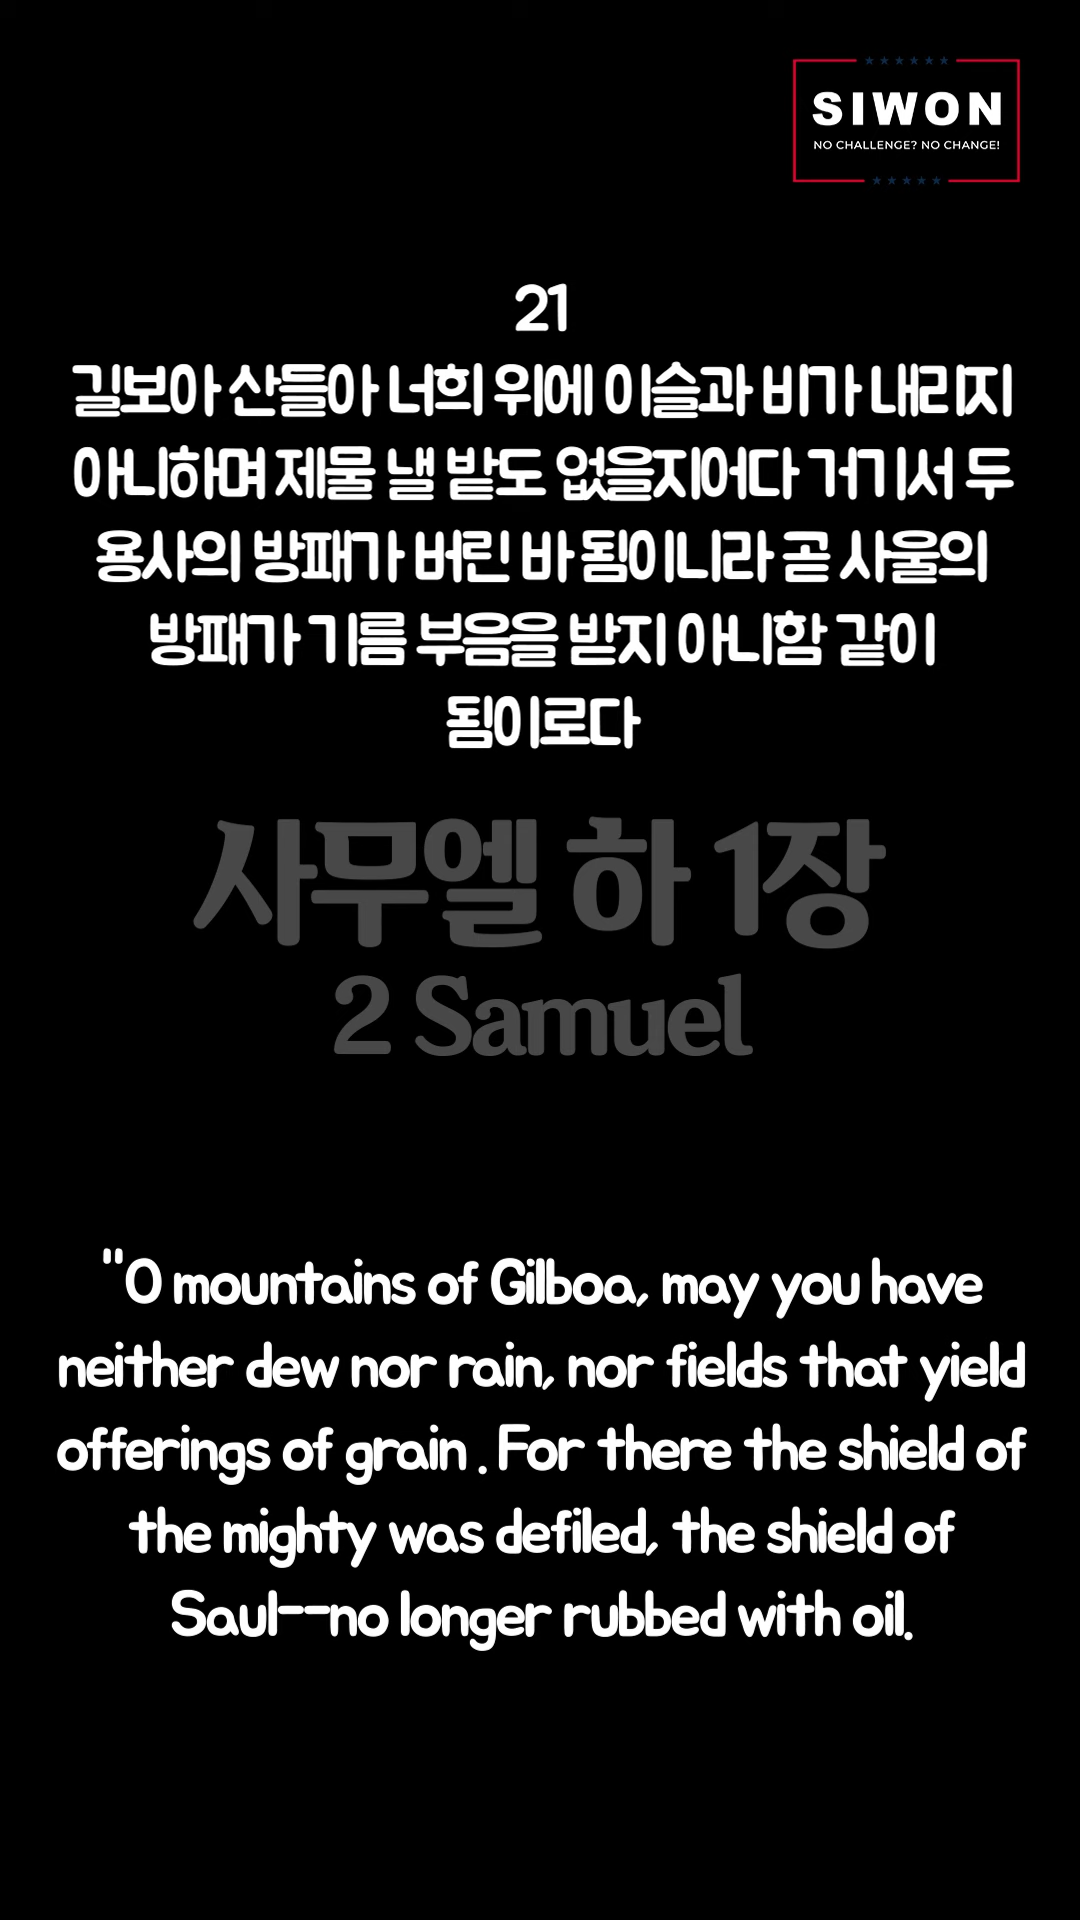 SIWON
NO CHALLENGE? NO CHANGE!
21
길보아 산들아 너희 위에 이슬과 비가 내리지
아니하며 제물 낼 밭도 없을지어다 거기서 두
용사의 방패가 버린 바 됨이니라 곧 사울의
방패가 기름 부음을 받지 아니함 같이
됨이로다
사무엘 하 1장
2 Samuel
"O mountains of Gilboa, may you have
neither dew nor rain, nor fields that yield
offerings of grain . For there the shield of
the mighty was defiled, the shield of
Saul--no longer rubbed with oil.